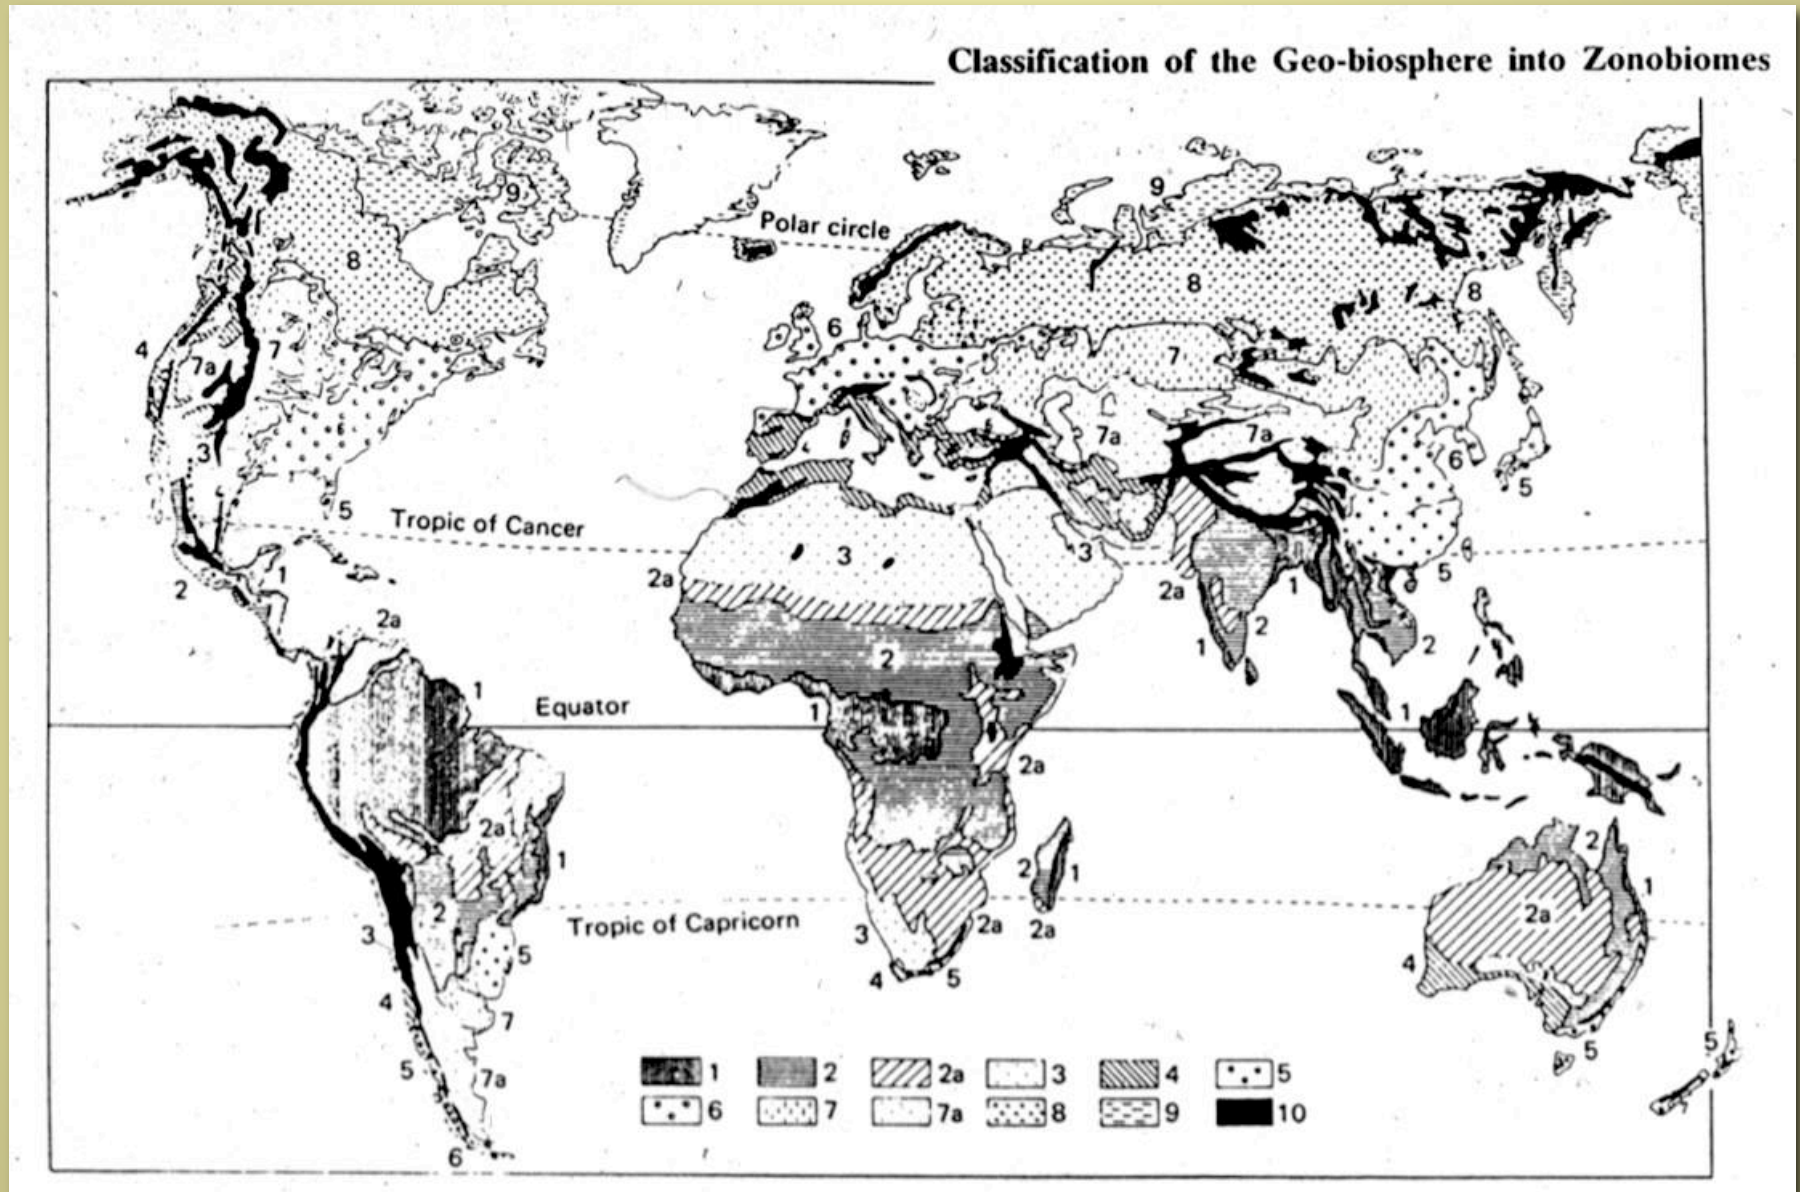 Classification of the Geo-biosphere into Zonobiomes
9
9
Polar circle
8
8
8
6
4
7
7
7a
7a
7a
3
6
5
5
Tropic of Cancer
3
3
2a
1
2
2a
1
5
2a
2
2
1
2
1
Equator
1
1
2a
2a
2
1
2
1
1
2a
2
Tropic of Capricorn
2a
2a
3
3
5
4
5
4
4
7
5
5
5
7a
6
1 2 2a 3 4 5
6 7 7a 8 9 10